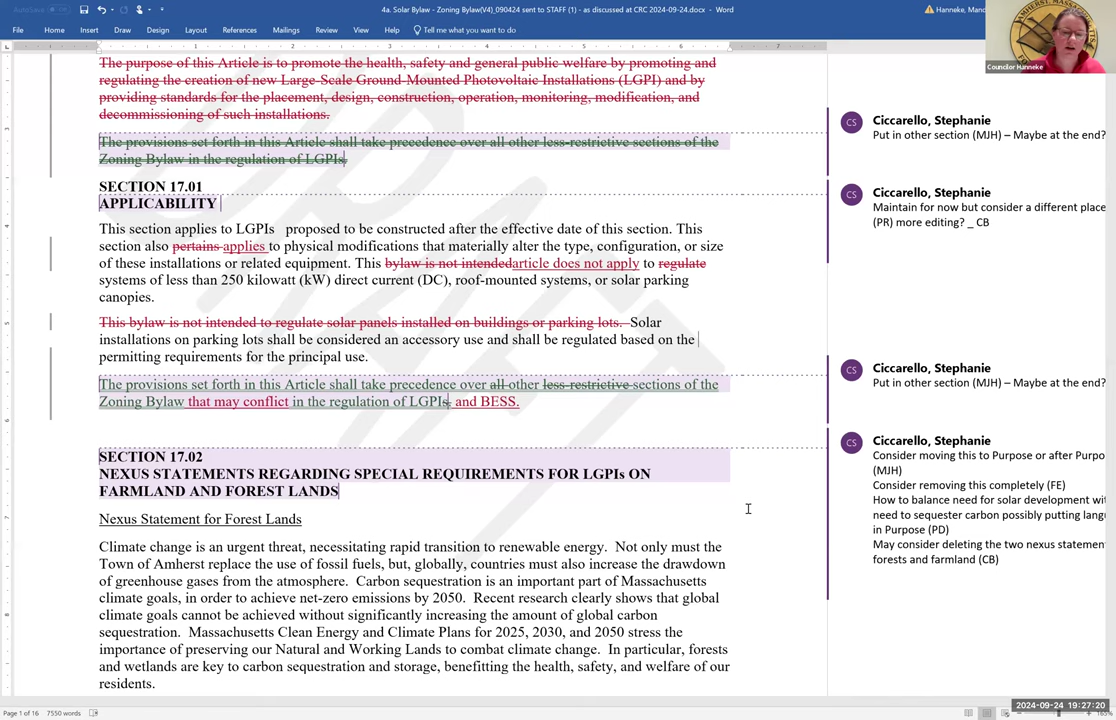 AutoSave
4a. Solar Bylaw - Zoning Bylaw(V4)_090424 sent to STAFF (1) - as discussed at CRC 2024-09-24.docx - Word
Hanneke,
File Home Insert Draw Design Layout References Mailings Review View Help Tell me what you want to do
AMHERST, MASSACHUSETTS
Councilor Hanneke
The purpose of this Article is to promote the health, safety and general public welfare by promoting and
regulating the creation of new Large-Scale Ground-Mounted Photovoltaic Installations (LGPI) and by
providing standards for the placement, design, construction, operation, monitoring, modification, and
decommissioning of such installations.
The provisions set forth in this Article shall take precedence over all other less-restrictive sections of the
Zoning Bylaw in the regulation of LGPIs.
SECTION 17.01
APPLICABILITY
This section applies to LGPIs proposed to be constructed after the effective date of this section. This
section also pertains applies to physical modifications that materially alter the type, configuration, or size
of these installations or related equipment. This bylaw is not intendedarticle does not apply to regulate
systems of less than 250 kilowatt (kW) direct current (DC), roof-mounted systems, or solar parking
canopies.
This bylaw is not intended to regulate solar panels installed on buildings or parking lots. Solar
installations on parking lots shall be considered an accessory use and shall be regulated based on the
permitting requirements for the principal use.
The provisions set forth in this Article shall take precedence over all other less-restrictive sections of the
Zoning Bylaw that may conflict in the regulation of LGPIs. and BESS.
SECTION 17.02
NEXUS STATEMENTS REGARDING SPECIAL REQUIREMENTS FOR LGPIs ON
FARMLAND AND FOREST LANDS
Nexus Statement for Forest Lands
Climate change is an urgent threat, necessitating rapid transition to renewable energy. Not only must the
Town of Amherst replace the use of fossil fuels, but, globally, countries must also increase the drawdown
of greenhouse gases from the atmosphere. Carbon sequestration is an important part of Massachusetts
climate goals, in order to achieve net-zero emissions by 2050. Recent research clearly shows that global
climate goals cannot be achieved without significantly increasing the amount of global carbon
sequestration. Massachusetts Clean Energy and Climate Plans for 2025, 2030, and 2050 stress the
importance of preserving our Natural and Working Lands to combat climate change. In particular, forests
and wetlands are key to carbon sequestration and storage, benefitting the health, safety, and welfare of our
residents.
CS Ciccarello, Stephanie
Put in other section (MJH) – Maybe at the end?
CS Ciccarello, Stephanie
Maintain for now but consider a different place
(PR) more editing? _ CB
CS Ciccarello, Stephanie
Put in other section (MJH) – Maybe at the end?
CS Ciccarello, Stephanie
Consider moving this to Purpose or after Purpo
(MJH)
Consider removing this completely (FE)
How to balance need for solar development wi
need to sequester carbon possibly putting lang
in Purpose (PD)
May consider deleting the two nexus statemen
forests and farmland (CB)
2024-09-24 19:27:20
Page 1 of 16 7550 words